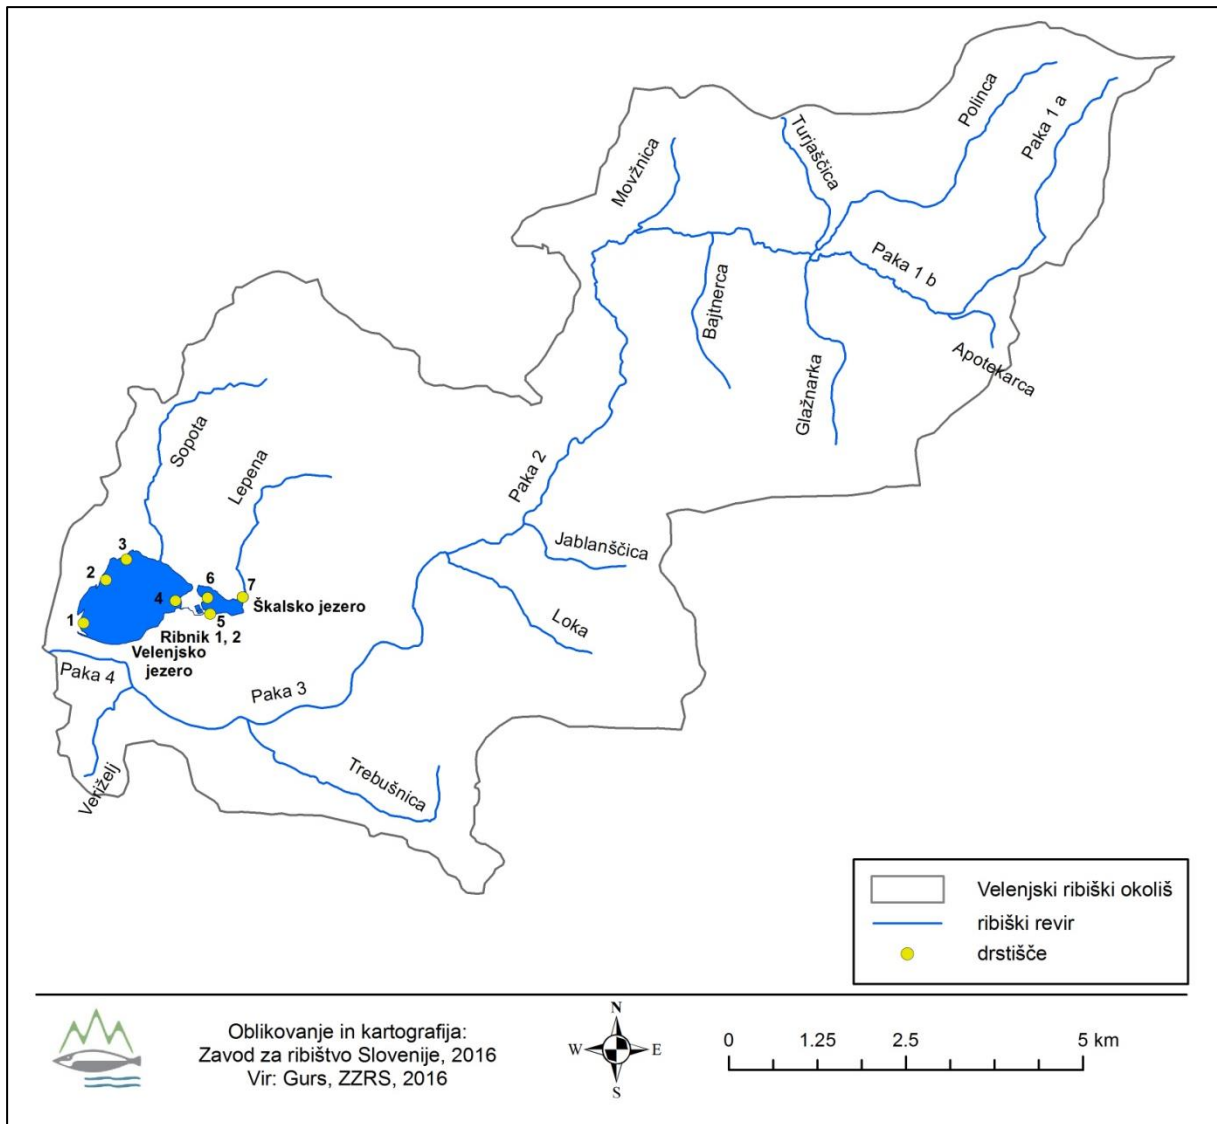 Polinca
Paka 1 a
Turjaščica
Movžnica
Paka 1 b
Bajtnerca
Glažnarka
Apotekarca
Sopota
Lepena
Paka 2
Jablanščica
Loka
3
2
6
7
4
1
5
Škalsko jezero
Ribnik 1, 2
Velenjsko
jezero
Paka 4
Paka 3
Veriželj
Trebušnica
Velenjski ribiški okoliš
ribiški revir
drstišče
Oblikovanje in kartografija:
Zavod za ribištvo Slovenije, 2016
Vir: Gurs, ZZRS, 2016
N
W E
S
0 1.25 2.5 5 km